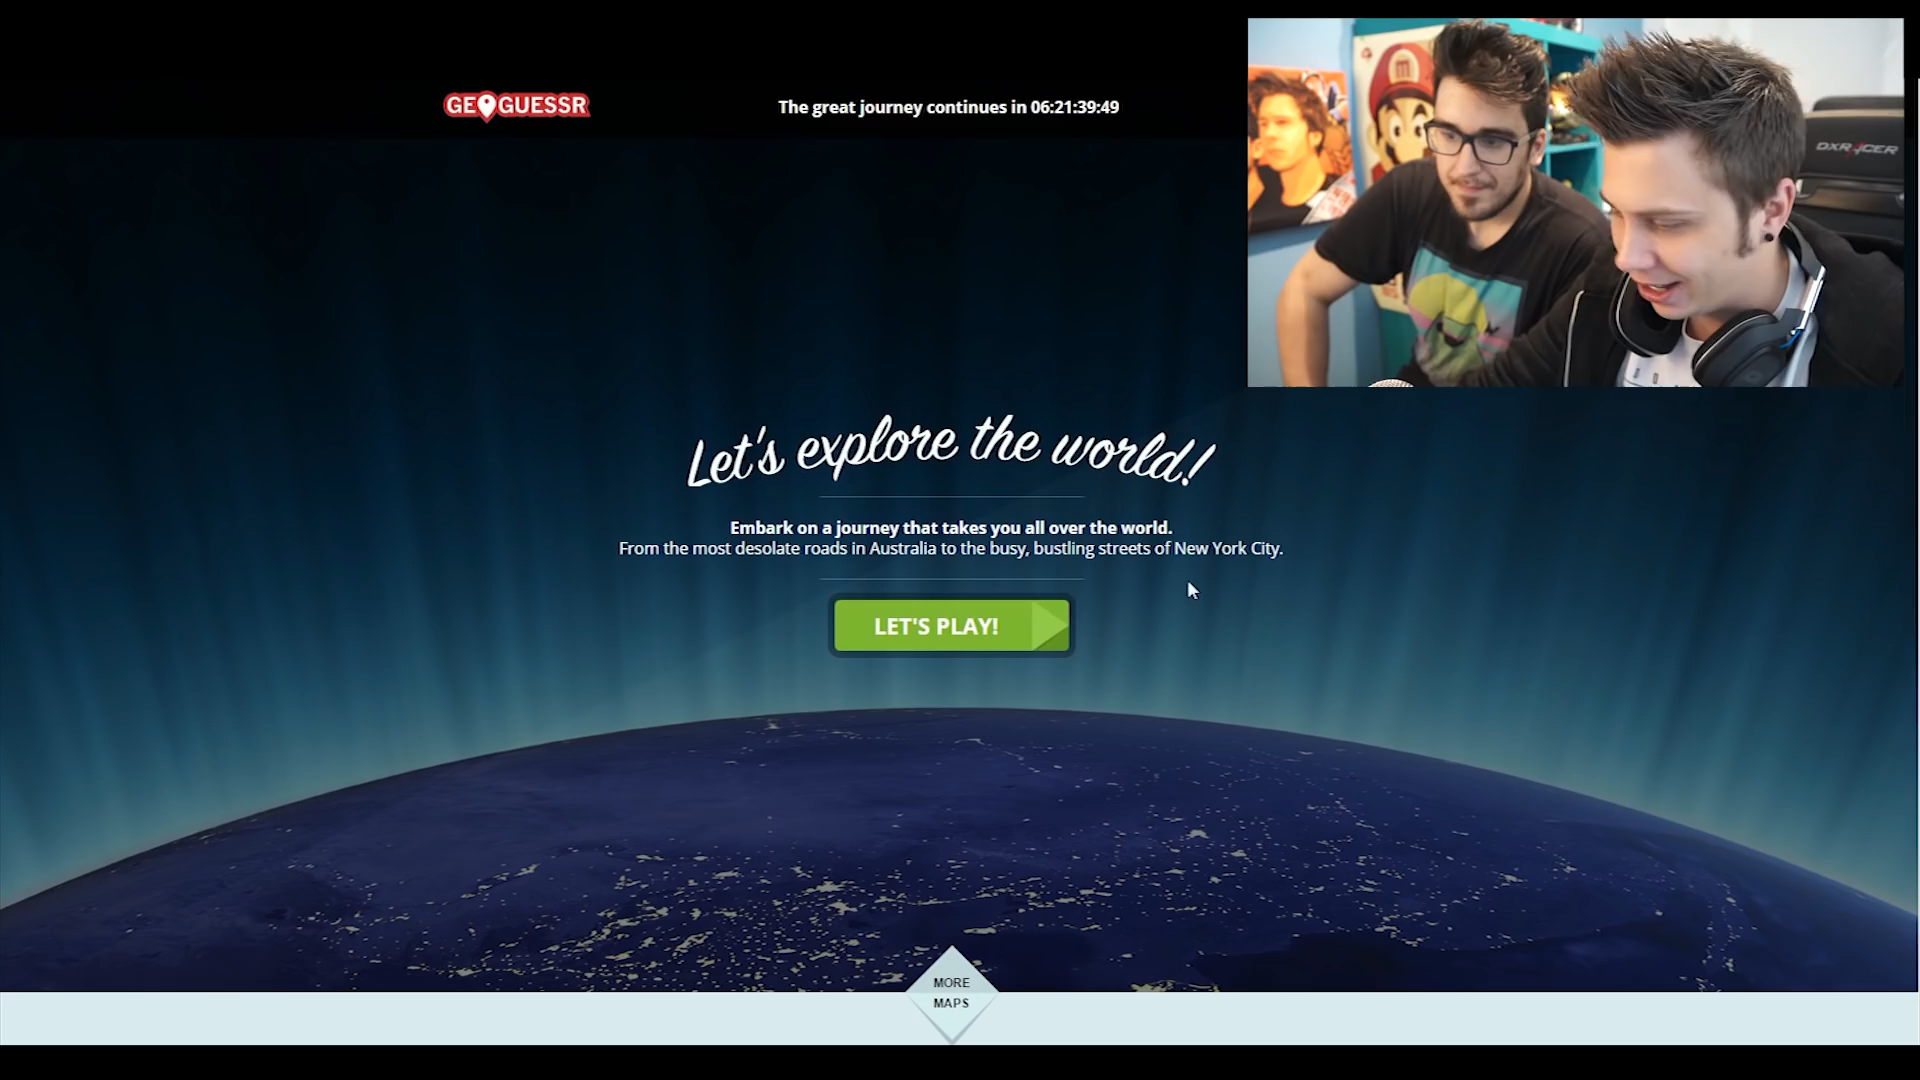 GEOGUESSR
The great journey continues in 06:21:39:49
DXRACER
Let's explore the world!
Embark on a journey that takes you all over the world.
From the most desolate roads in Australia to the busy, bustling streets of New York City.
LET'S PLAY!
MORE
MAPS